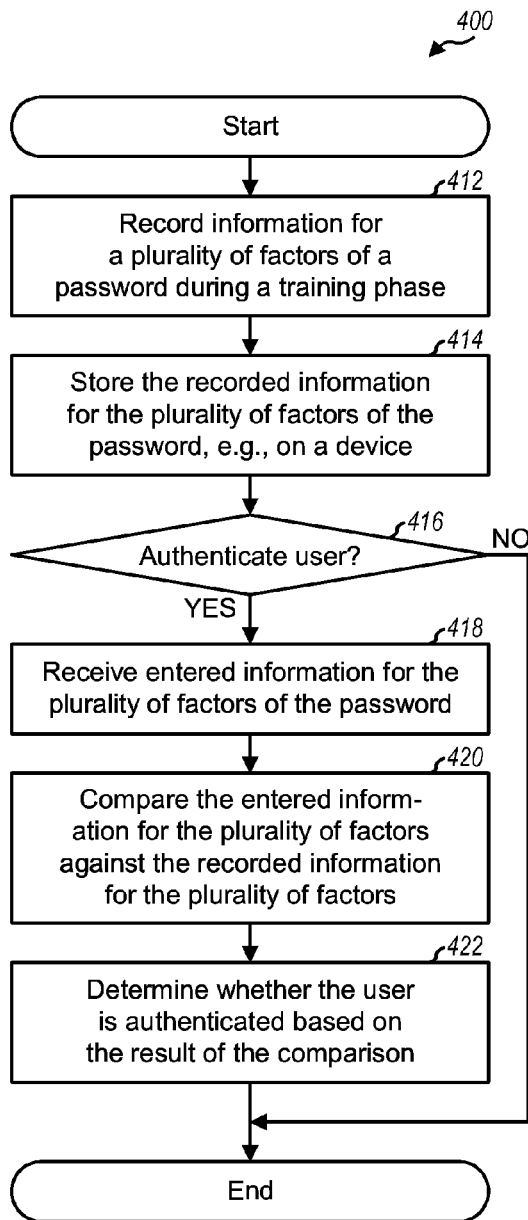 400
Start
412
Record information for
a plurality of factors of a
password during a training phase
414
Store the recorded information
for the plurality of factors of the
password, e.g., on a device
416
Authenticate user?
NO
YES
418
Receive entered information for the
plurality of factors of the password
420
Compare the entered inform-
ation for the plurality of factors
against the recorded information
for the plurality of factors
422
Determine whether the user
is authenticated based on
the result of the comparison
End